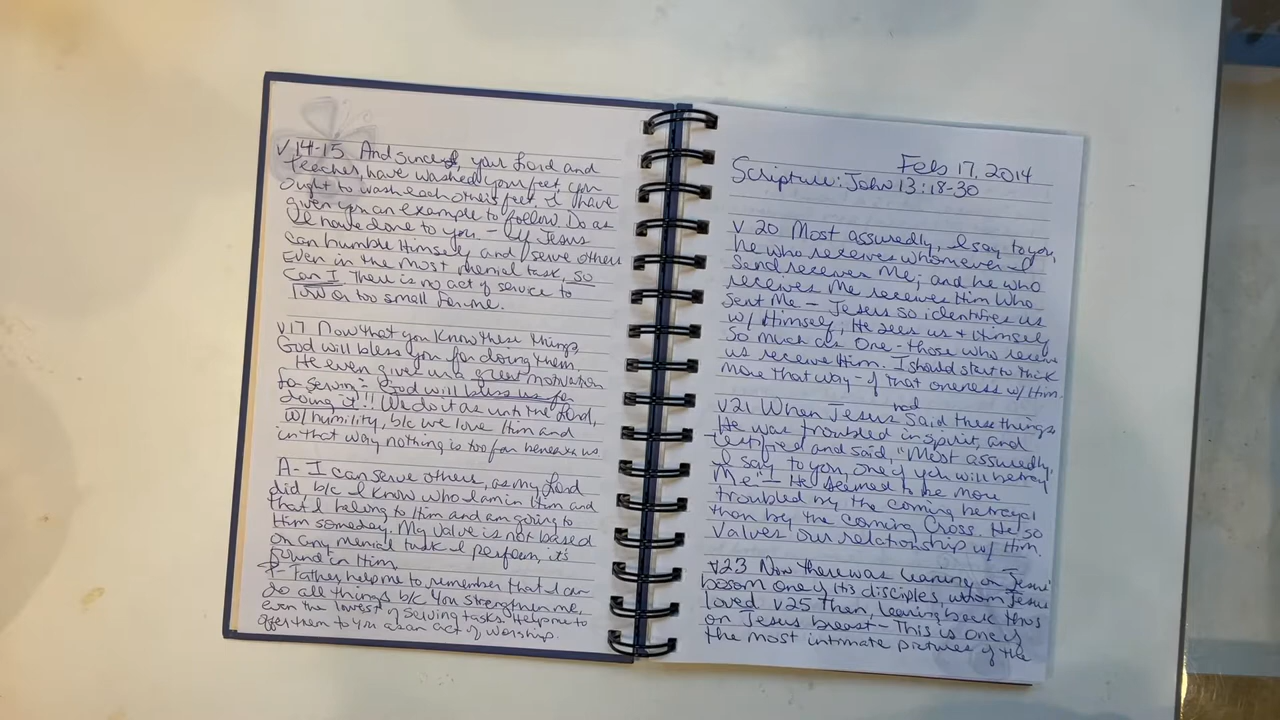 v 14-15 And since I, your Lord and
teacher, have washed your feet, you
ought to wash each others feet. I have
given you an example to follow. Do as
I have done to you. - If Jesus
can humble Himself and serve others
even in the most menial task, so
can I. There is no act of service to
low or too small for me.
v17 Now that you know these things,
God will bless you for doing them.
He even gives us a great motivation
for serving: God will bless us for
doing it!! We do it as unto the Lord,
w/ humility, b/c we love Him and
in that way nothing is too far beneath us
A- I can serve others, as my Lord
did, b/c I know who I am in Him and
that I belong to Him and am going to
Him someday. My value is not based
on any menial task I perform, it's
found in Him.
P- Father help me to remember that I can
do all things b/c You strengthen me,
even the lowest of serving tasks. Help me to
offer them to You as an act of worship.
Feb 17, 2014
Scripture: John 13:18-30
v 20 Most assuredly, I say to you,
he who receives whomever I
send receives Me; and he who
receives Me receives Him Who
sent Me - Jesus so identifies us
w/ Himself, He sees us & Himself
so much as One - those who receive
us receive Him. I should start to think
more that way - of that oneness w/ Him.
v21 When Jesus had said these things
He was troubled in spirit, and
testified and said "Most assuredly,
I say to you, one of you will betray
Me" - He seemed to be more
troubled by the coming betrayal
than by the coming Cross. He so
values our relationship w/ Him.
v23 Now there was leaning on Jesus'
bosom one of His disciples, whom Jesus
loved v25 Then, leaning back thus
on Jesus breast - This is one of
the most intimate pictures of the